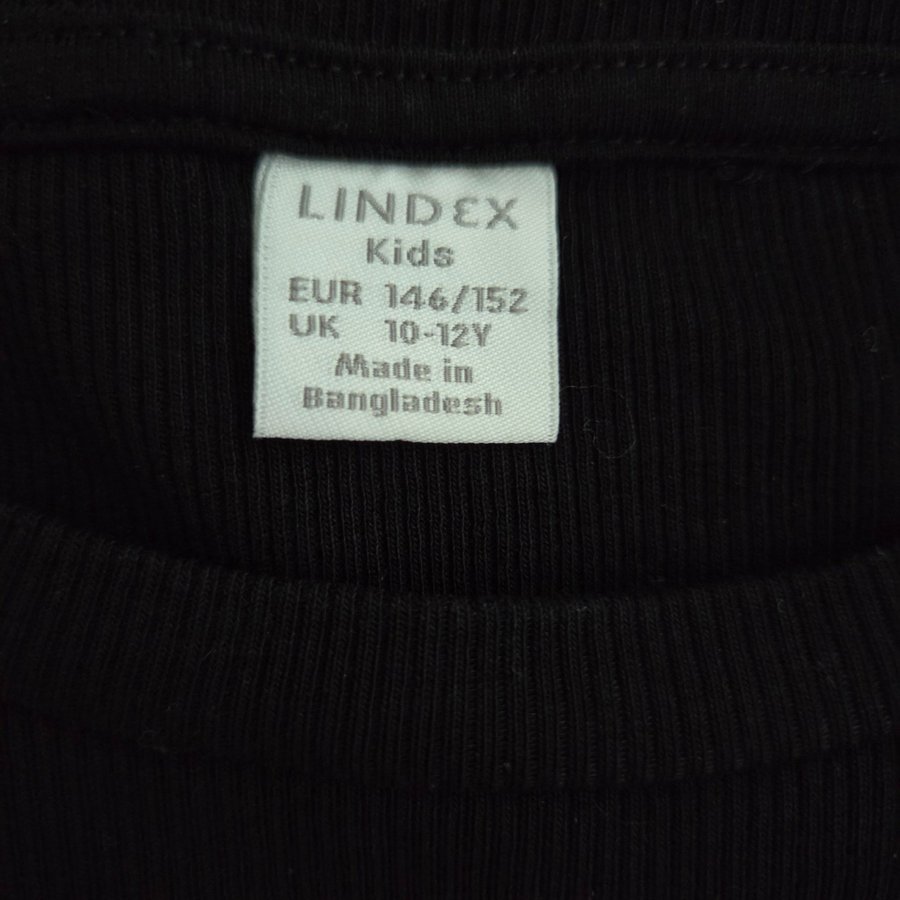 LINDEX
Kids
EUR 146/152
UK 10-12Y
Made in
Bangladesh